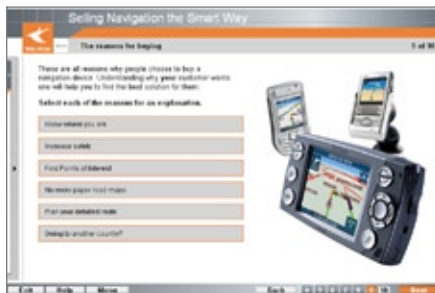 Selling Navigation the Smart Way
The reasons for buying
These are all reasons why people choose to buy a
navigation device. Understanding why your customer wants
one will help you to find the best solution for them.
Select each of the reasons for an explanation.
Know where you are
Increase safety
Find Points of Interest
No more paper road maps
Plan your detailed route
Going to another country?
Exit Help Menu Back Next